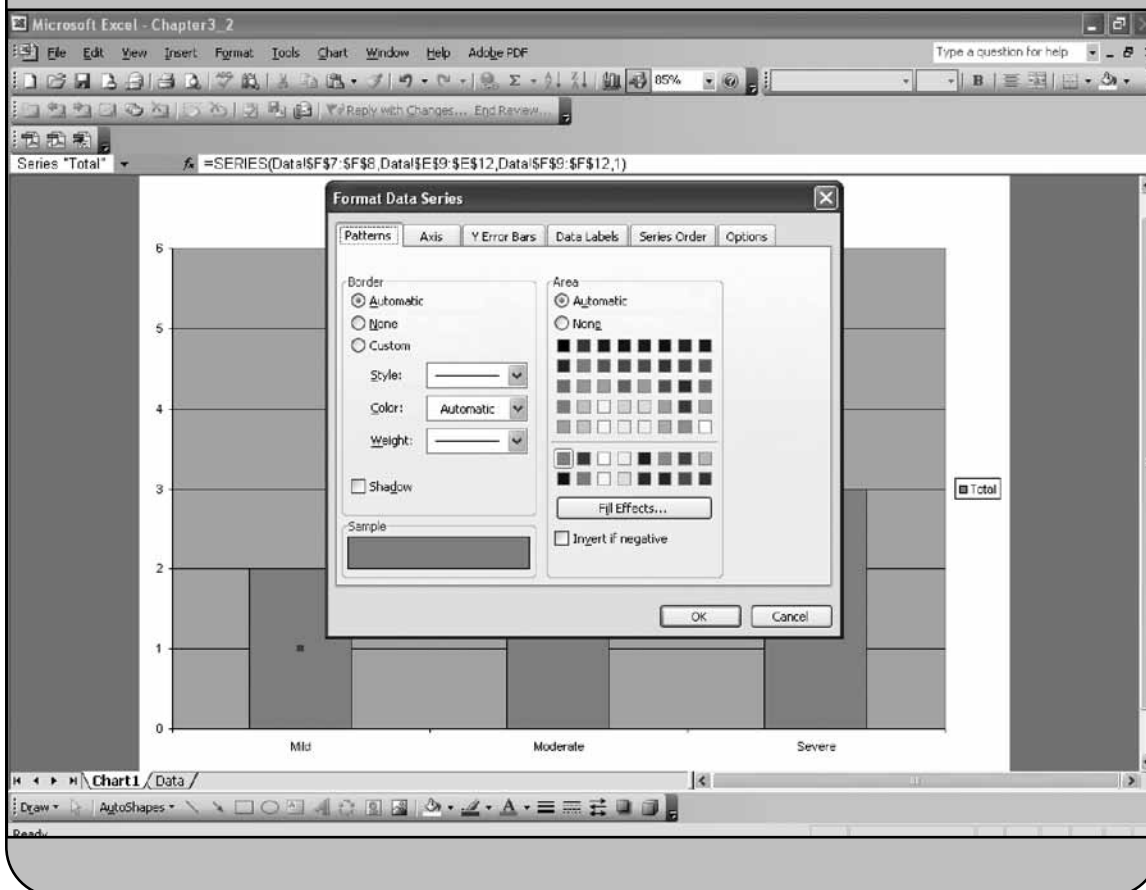 Microsoft Excel - Chapter3_2
File Edit View Insert Format Tools Chart Window Help Adobe PDF Type a question for help
85%
Reply with Changes... End Review...
Series "Total" fx =SERIES(Data!$F$7:$F$8,Data!$E$9:$E$12,Data!$F$9:$F$12,1)
Format Data Series
Patterns Axis Y Error Bars Data Labels Series Order Options
Border
Automatic
None
Custom
Style:
Color: Automatic
Weight:
Shadow
Sample
Area
Automatic
None
Fill Effects...
Invert if negative
OK Cancel
6
5
4
3
2
1
0
Mild Moderate Severe
Total
Chart1 Data
Draw AutoShapes
Ready